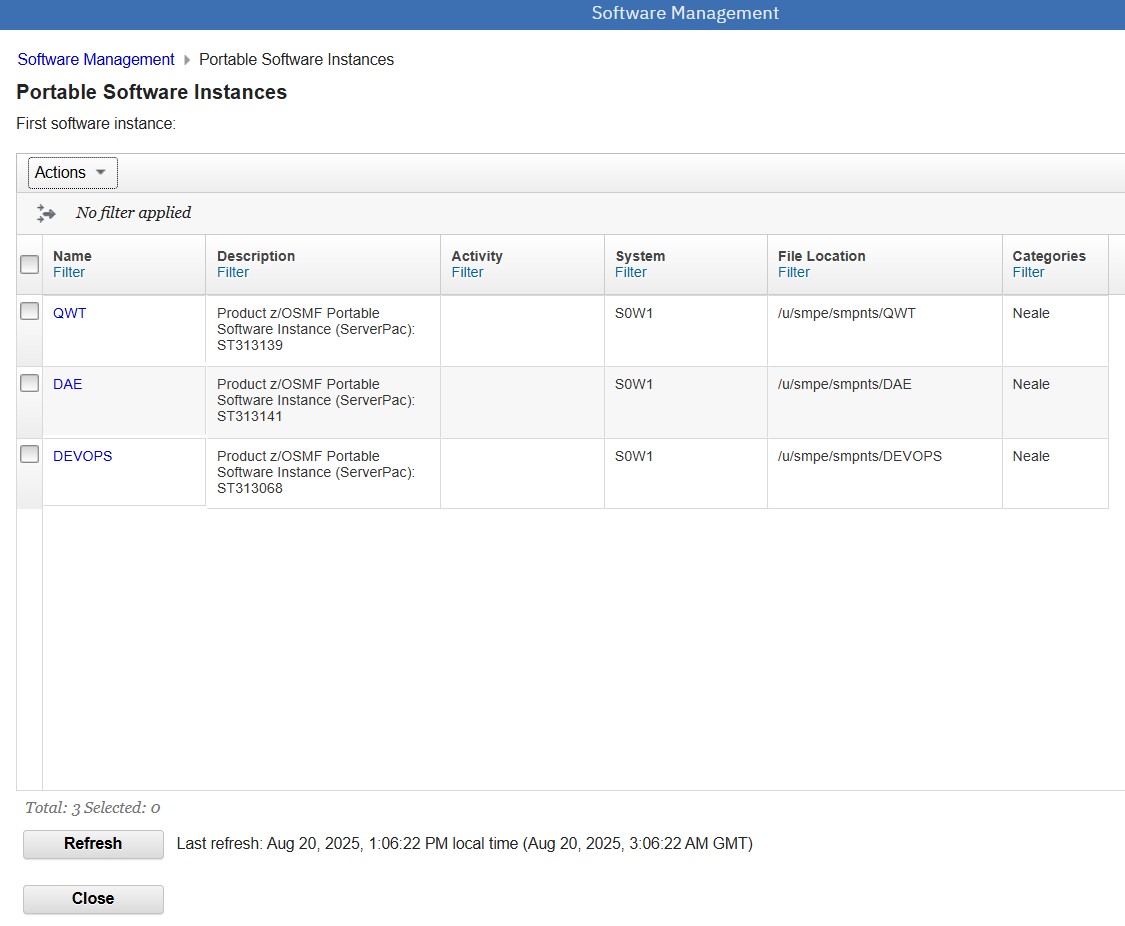 Software Management
Software Management Portable Software Instances
Portable Software Instances
First software instance:
Actions
No filter applied
Name Description Activity System File Location Categories
Filter Filter Filter Filter Filter Filter
QWT Product z/OSMF Portable S0W1 /u/smpe/smpnts/QWT Neale
Software Instance (ServerPac):
ST313139
DAE Product z/OSMF Portable S0W1 /u/smpe/smpnts/DAE Neale
Software Instance (ServerPac):
ST313141
DEVOPS Product z/OSMF Portable S0W1 /u/smpe/smpnts/DEVOPS Neale
Software Instance (ServerPac):
ST313068
Total: 3 Selected: 0
Refresh Last refresh: Aug 20, 2025, 1:06:22 PM local time (Aug 20, 2025, 3:06:22 AM GMT)
Close